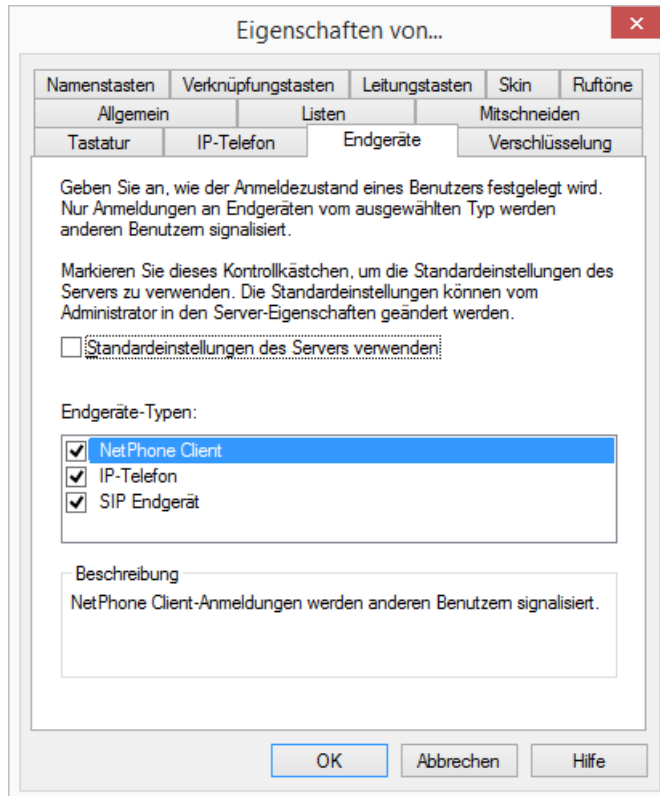 Eigenschaften von...
Namenstasten Verknüpfungstasten Leitungstasten Skin Ruftöne
Allgemein Listen Mitschneiden
Tastatur IP-Telefon Endgeräte Verschlüsselung
Geben Sie an, wie der Anmeldezustand eines Benutzers festgelegt wird.
Nur Anmeldungen an Endgeräten vom ausgewählten Typ werden
anderen Benutzern signalisiert.
Markieren Sie dieses Kontrollkästchen, um die Standardeinstellungen des
Servers zu verwenden. Die Standardeinstellungen können vom
Administrator in den Server-Eigenschaften geändert werden.
Standardeinstellungen des Servers verwenden
Endgeräte-Typen:
NetPhone Client
IP-Telefon
SIP Endgerät
Beschreibung
NetPhone Client-Anmeldungen werden anderen Benutzern signalisiert.
OK Abbrechen Hilfe